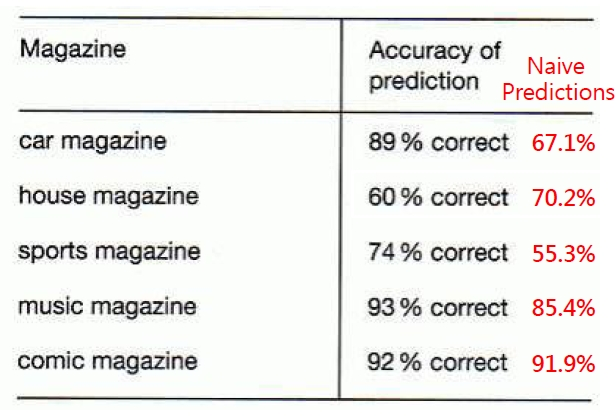 Magazine Accuracy of
prediction Naive
Predictions
car magazine 89 % correct 67.1%
house magazine 60 % correct 70.2%
sports magazine 74 % correct 55.3%
music magazine 93 % correct 85.4%
comic magazine 92 % correct 91.9%